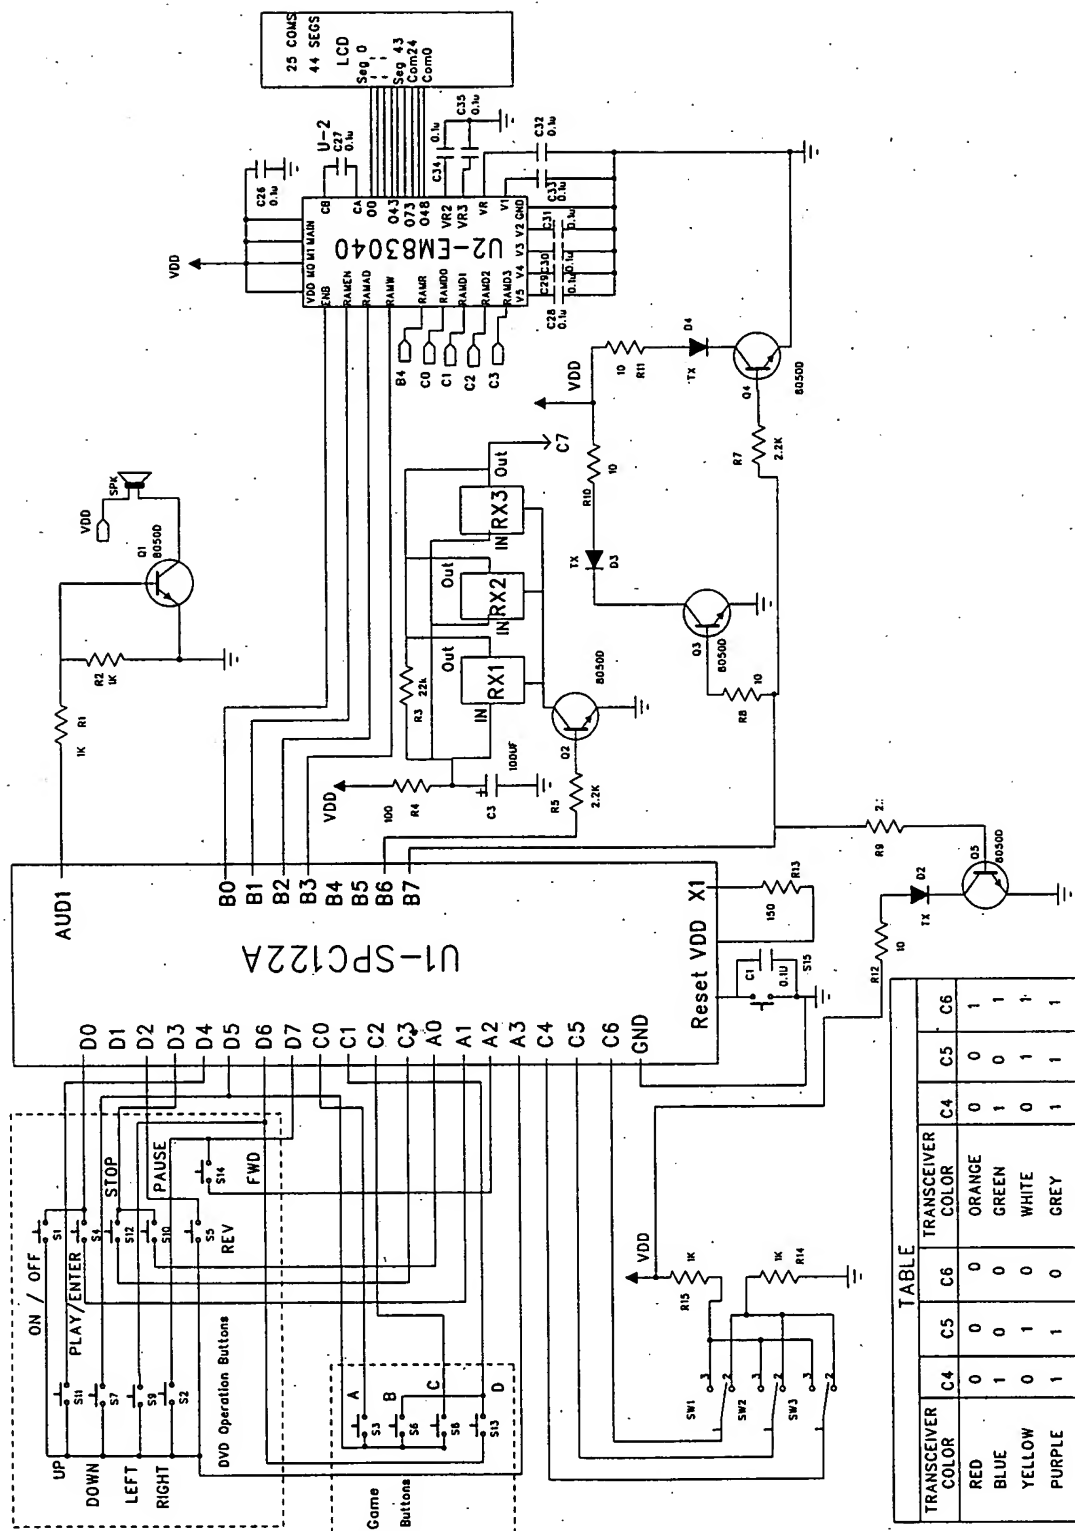 25 COMS
44 SEGS
LCD
Seg 0
Seg 43
Com24
Com0
U-2
C27
0.1u
C26
0.1u
C34
0.1u
C35
0.1u
C32
0.1u
C33
0.1u
C31
0.1u
C30
0.1u
C29
0.1u
C28
0.1u
VDD
U2-EM83040
VDD M0 M1 MAIN
CB
CA
O0
O43
O73
O48
VR2
VR3
VR
V1
ENB
RAMEN
RAMAD
RAMW
RAMR
RAMD0
RAMD1
RAMD2
RAMD3
V5 V4 V3 V2 GND
B4
C0
C1
C2
C3
SPK
VDD
Q1
8050D
R2
1K
R1
1K
VDD
R11
10
D4
TX
Q4
8050D
R7
2.2K
R10
10
TX
D3
Q3
8050D
R8
10
C7
Out
RX3
IN
Out
RX2
IN
Out
RX1
IN
R3
22k
VDD
100
R4
C3
100UF
Q2
8050D
R5
2.2K
U1-SPC122A
AUD1
B0
B1
B2
B3
B4
B5
B6
B7
X1
VDD
Reset
R13
150
C1
0.1U
S15
D0
D1
D2
D3
D4
D5
D6
D7
C0
C1
C2
C3
A0
A1
A2
A3
C4
C5
C6
GND
R9
Q5
8050D
D2
TX
R12
10
ON / OFF
S1
PLAY/ENTER
S4
STOP
S12
PAUSE
S10
REV
S5
FWD
S14
UP
S11
DOWN
S7
LEFT
S9
RIGHT
S2
DVD Operation Buttons
A
S3
B
S6
C
S8
D
S13
Game
Buttons
VDD
R15
1K
R14
1K
SW1
1
2
3
SW2
1
2
3
SW3
1
2
3
TABLE
TRANSCEIVER COLOR C4 C5 C6 TRANSCEIVER COLOR C4 C5 C6
RED 0 0 0 ORANGE 0 0 1
BLUE 1 0 0 GREEN 1 0 1
YELLOW 0 1 0 WHITE 0 1 1
PURPLE 1 1 0 GREY 1 1 1